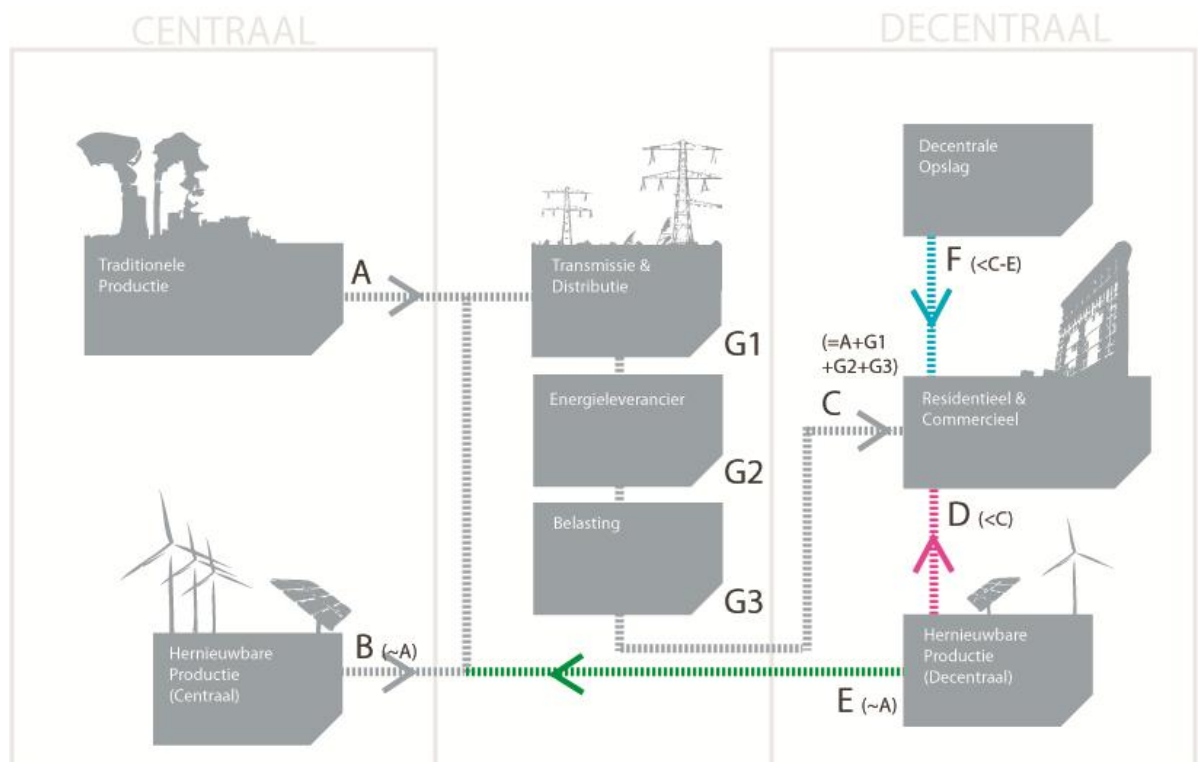 CENTRAAL
DECENTRAAL
Decentrale
Opslag
A
Traditionele
Productie
Transmissie &
Distributie
G1
F (<C-E)
(=A+G1
+G2+G3)
C
Energieleverancier
G2
Residentieel &
Commercieel
Belasting
G3
D (<C)
B (~A)
Hernieuwbare
Productie
(Centraal)
Hernieuwbare
Productie
(Decentraal)
E (~A)